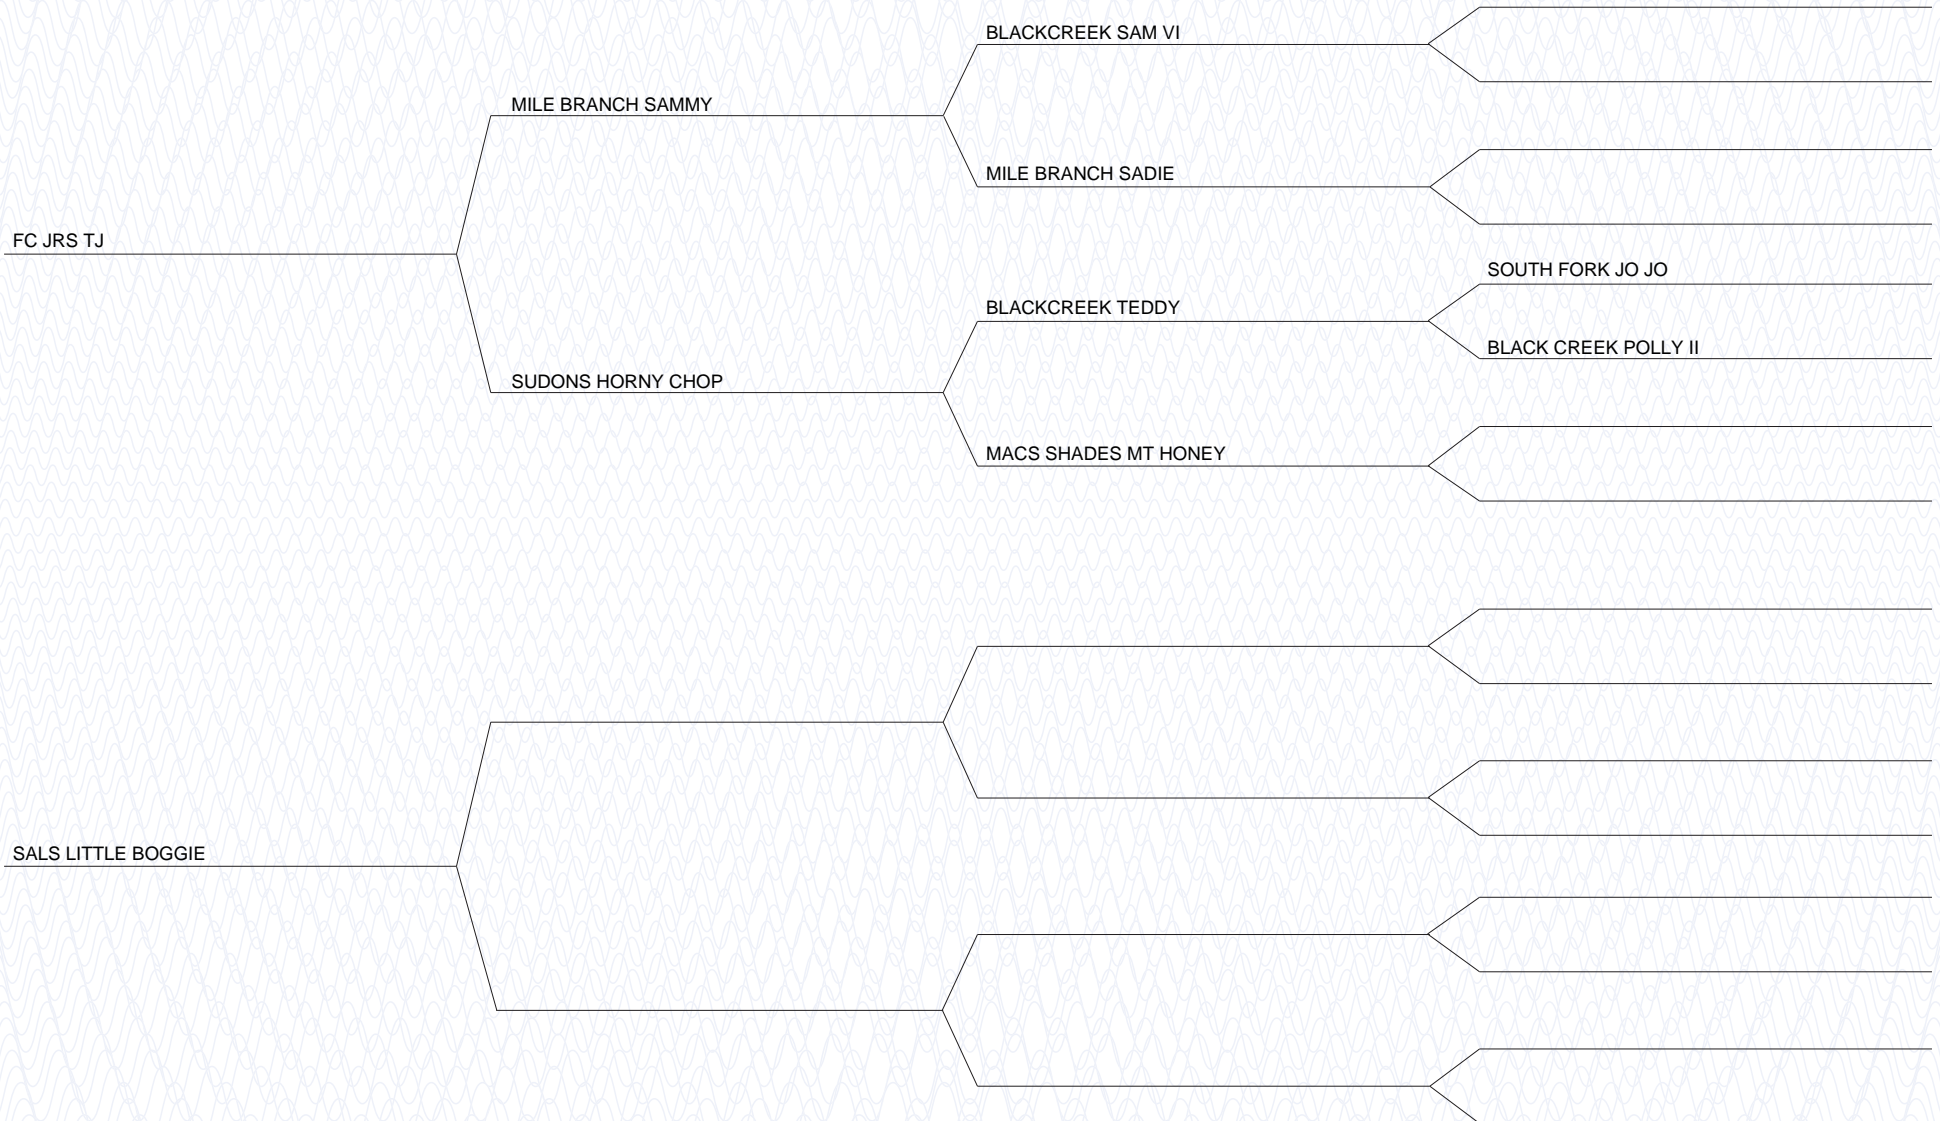 BLACKCREEK SAM VI
MILE BRANCH SAMMY
MILE BRANCH SADIE
FC JRS TJ
SOUTH FORK JO JO
BLACKCREEK TEDDY
BLACK CREEK POLLY II
SUDONS HORNY CHOP
MACS SHADES MT HONEY
SALS LITTLE BOGGIE